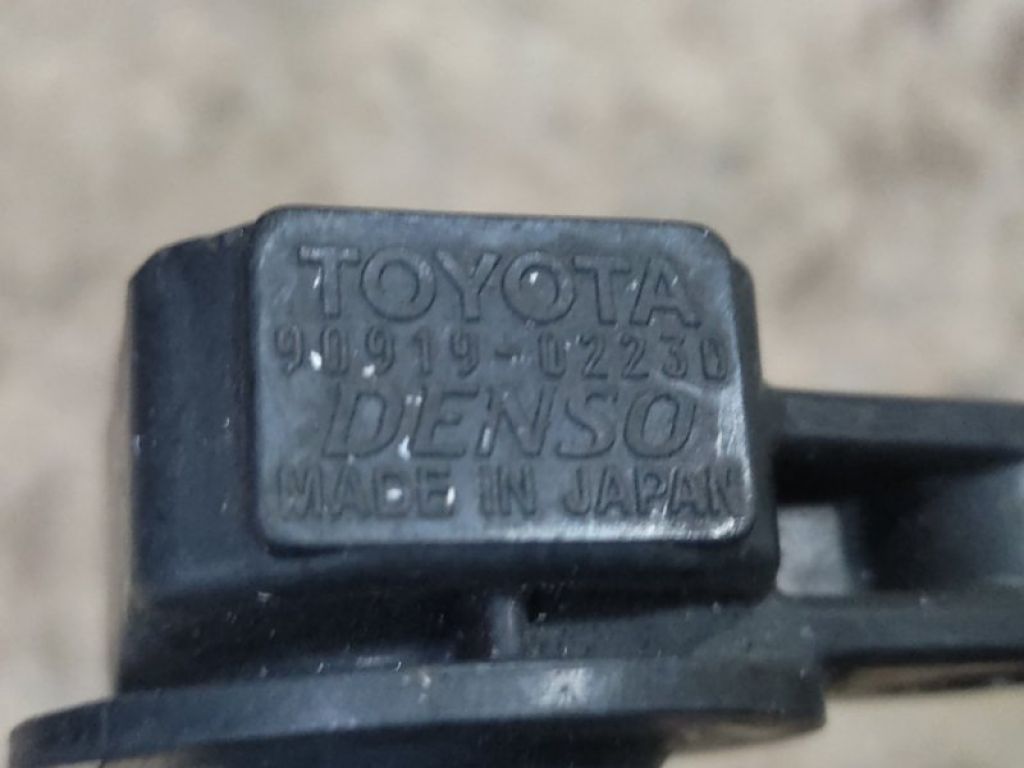 TOYOTA
90919-02230
DENSO
MADE IN JAPAN